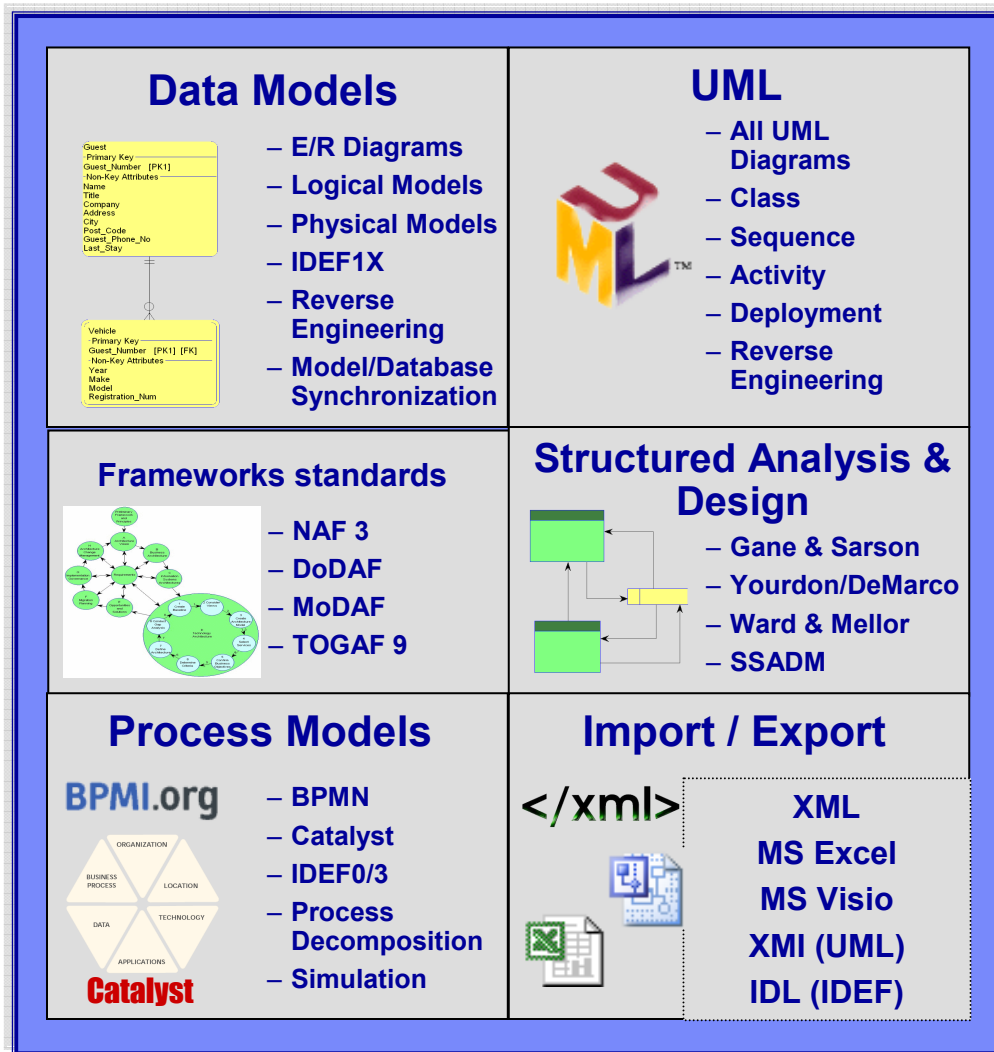 Data Models
Guest
Primary Key
Guest_Number [PK1]
Non-Key Attributes
Name
Title
Company
Address
City
Post_Code
Guest_Phone_No
Last_Stay
Vehicle
Primary Key
Guest_Number [PK1] [FK]
Non-Key Attributes
Year
Make
Model
Registration_Num
– E/R Diagrams
– Logical Models
– Physical Models
– IDEF1X
– Reverse
Engineering
– Model/Database
Synchronization
UML
UML TM
– All UML
Diagrams
– Class
– Sequence
– Activity
– Deployment
– Reverse
Engineering
Frameworks standards
Requirements
– NAF 3
– DoDAF
– MoDAF
– TOGAF 9
Structured Analysis &
Design
– Gane & Sarson
– Yourdon/DeMarco
– Ward & Mellor
– SSADM
Process Models
BPMI.org
ORGANIZATION
BUSINESS
PROCESS
LOCATION
DATA
TECHNOLOGY
APPLICATIONS
Catalyst
– BPMN
– Catalyst
– IDEF0/3
– Process
Decomposition
– Simulation
Import / Export
</xml>
XML
MS Excel
MS Visio
XMI (UML)
IDL (IDEF)